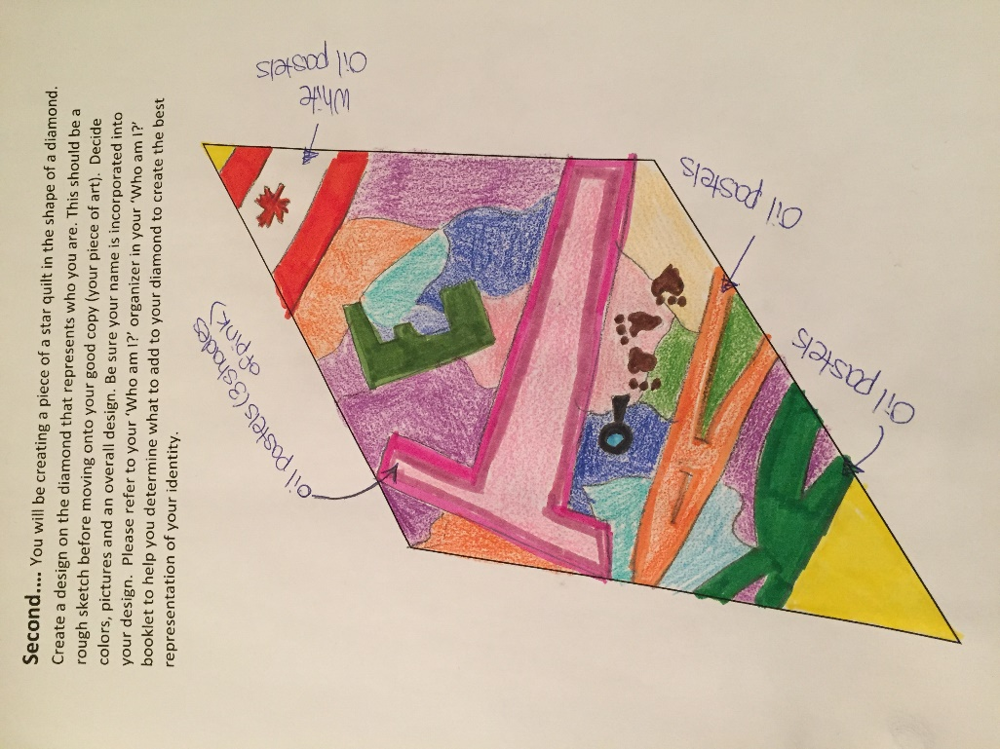 Second.... You will be creating a piece of a star quilt in the shape of a diamond.
Create a design on the diamond that represents who you are. This should be a
rough sketch before moving onto your good copy (your piece of art). Decide
colors, pictures and an overall design. Be sure your name is incorporated into
your design. Please refer to your 'Who am I?' organizer in your 'Who am I?'
booklet to help you determine what to add to your diamond to create the best
representation of your identity.
White
Oil pastels
oil pastels (3 shades
of pink)
Oil pastels
Oil pastels